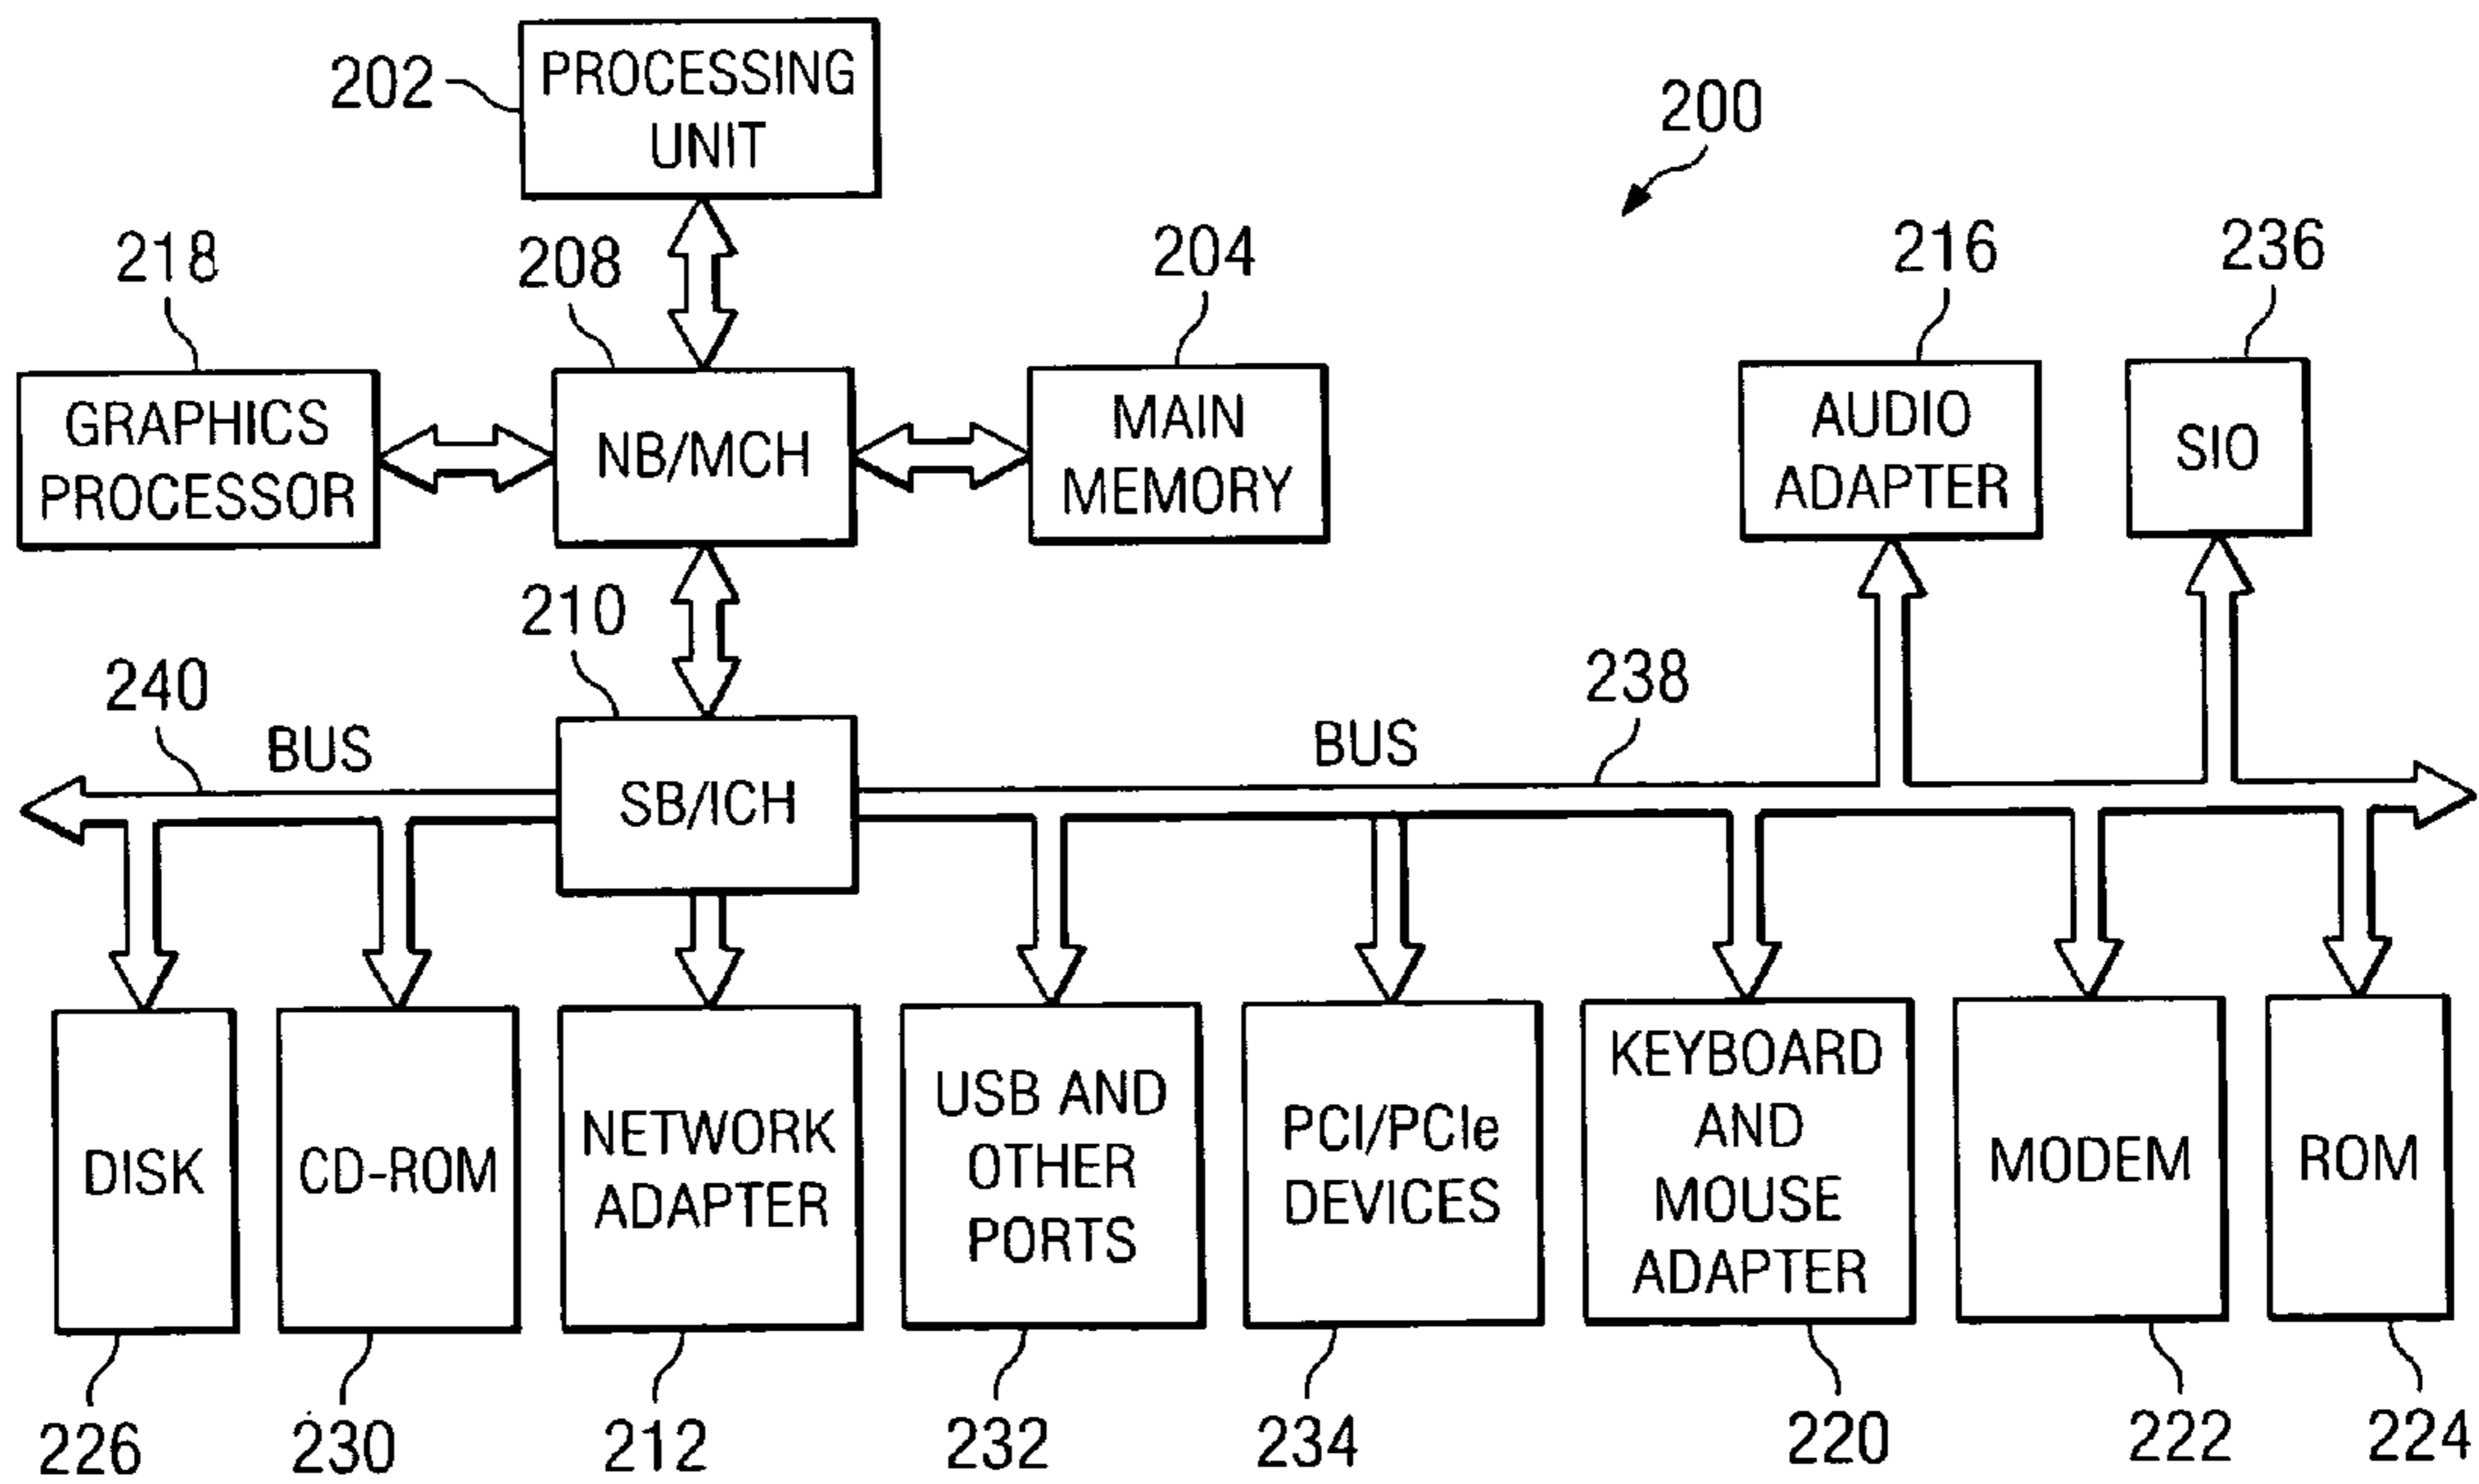 202
PROCESSING
UNIT
200
218
208
204
216
236
GRAPHICS
PROCESSOR
NB/MCH
MAIN
MEMORY
AUDIO
ADAPTER
SIO
210
240
BUS
SB/ICH
BUS
238
DISK
CD-ROM
NETWORK
ADAPTER
USB AND
OTHER
PORTS
PCI/PCIe
DEVICES
KEYBOARD
AND
MOUSE
ADAPTER
MODEM
ROM
226
230
212
232
234
220
222
224